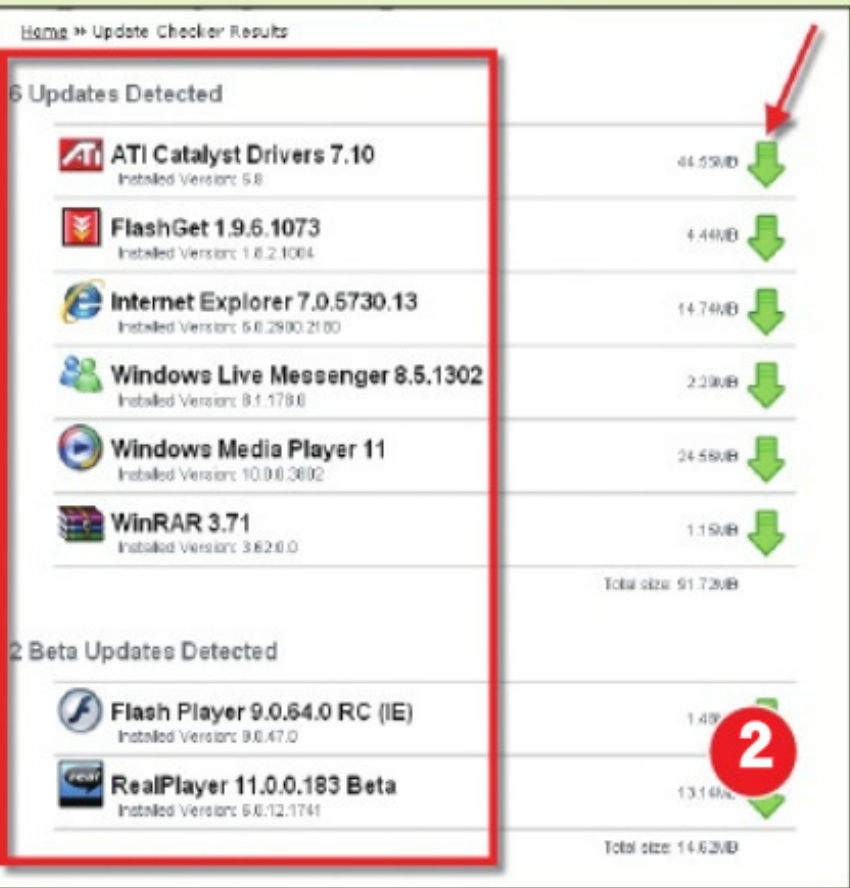 Home » Update Checker Results
6 Updates Detected
ATI Catalyst Drivers 7.10
44.55MB
Installed Version: 6.8
FlashGet 1.9.6.1073
4.44MB
Installed Version: 1.8.2.1004
Internet Explorer 7.0.5730.13
14.74MB
Installed Version: 6.0.2900.2180
Windows Live Messenger 8.5.1302
2.29MB
Installed Version: 8.1.178.0
Windows Media Player 11
24.56MB
Installed Version: 10.0.0.3802
WinRAR 3.71
1.15MB
Installed Version: 3.62.0.0
Total size: 91.72MB
2 Beta Updates Detected
Flash Player 9.0.64.0 RC (IE)
Installed Version: 9.0.47.0
2
RealPlayer 11.0.0.183 Beta
Installed Version: 6.0.12.1741
Total size: 14.62MB